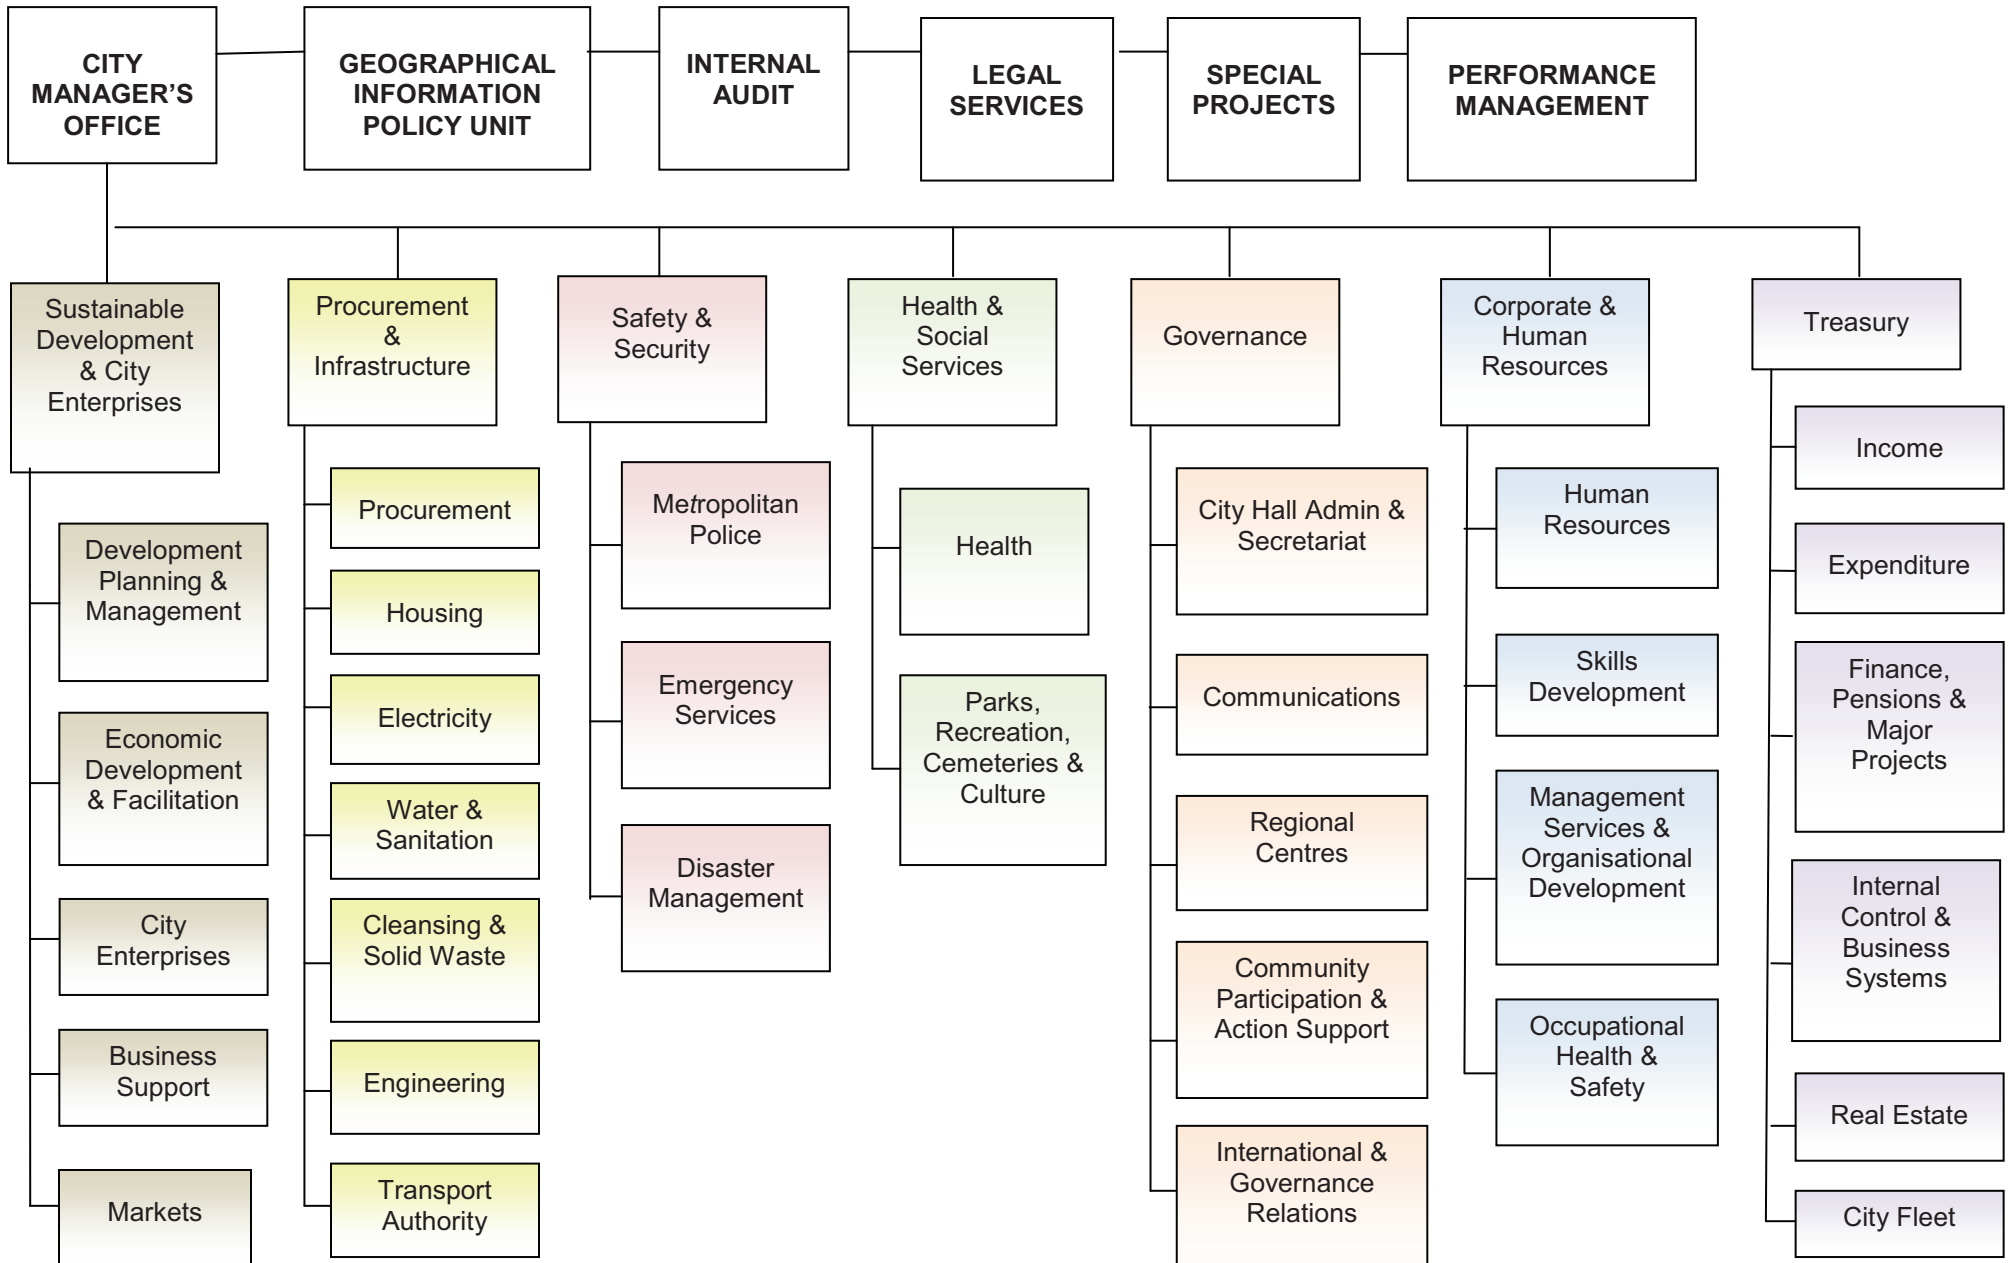 CITY
MANAGER’S
OFFICE
GEOGRAPHICAL
INFORMATION
POLICY UNIT
INTERNAL
AUDIT
LEGAL
SERVICES
SPECIAL
PROJECTS
PERFORMANCE
MANAGEMENT
Sustainable
Development
& City
Enterprises
Development
Planning &
Management
Economic
Development
& Facilitation
City
Enterprises
Business
Support
Markets
Procurement
&
Infrastructure
Procurement
Housing
Electricity
Water &
Sanitation
Cleansing &
Solid Waste
Engineering
Transport
Authority
Safety &
Security
Metropolitan
Police
Emergency
Services
Disaster
Management
Health &
Social
Services
Health
Parks,
Recreation,
Cemeteries &
Culture
Governance
City Hall Admin &
Secretariat
Communications
Regional
Centres
Community
Participation &
Action Support
International &
Governance
Relations
Corporate &
Human
Resources
Human
Resources
Skills
Development
Management
Services &
Organisational
Development
Occupational
Health &
Safety
Treasury
Income
Expenditure
Finance,
Pensions &
Major
Projects
Internal
Control &
Business
Systems
Real Estate
City Fleet